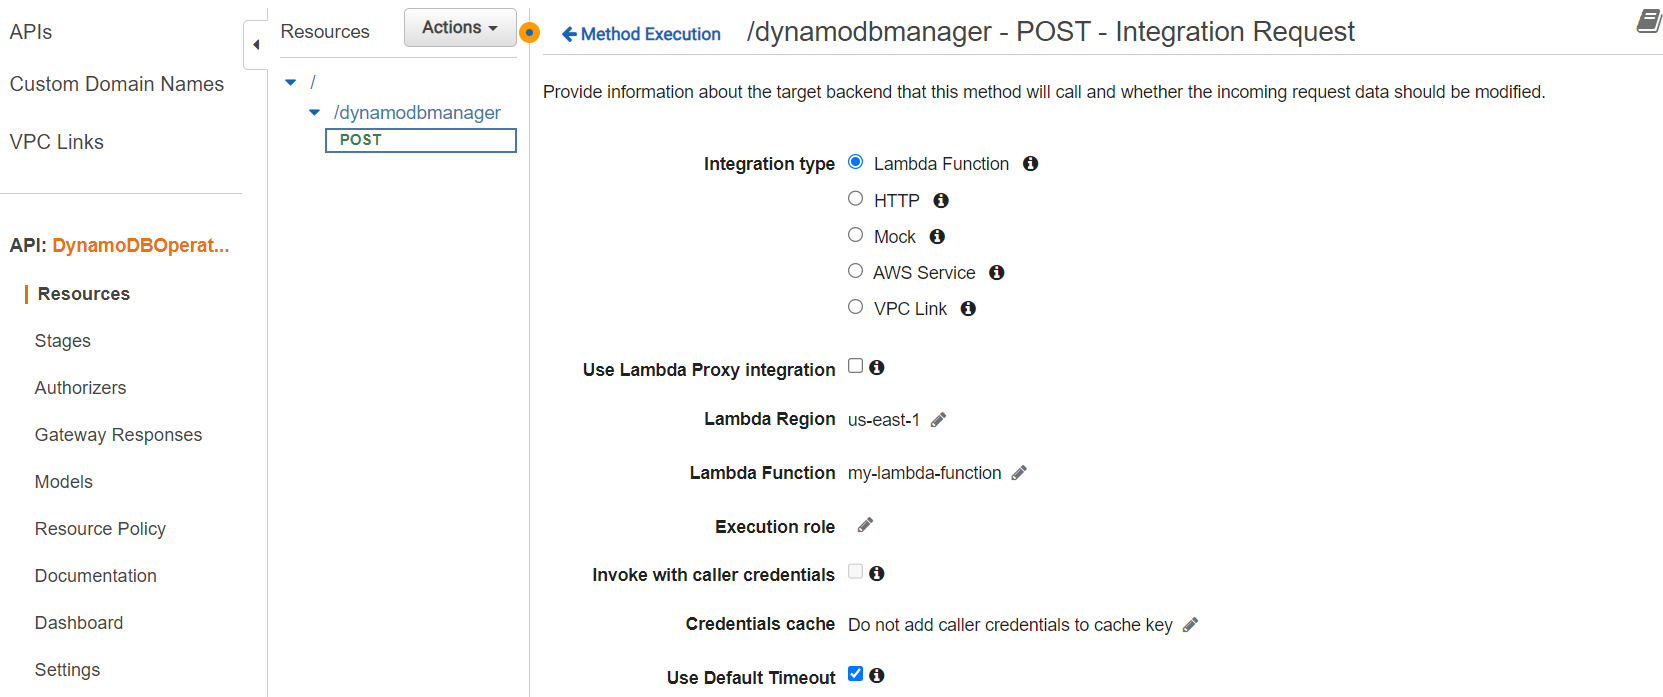 APIs
Custom Domain Names
VPC Links
API: DynamoDBOperat...
Resources
Stages
Authorizers
Gateway Responses
Models
Resource Policy
Documentation
Dashboard
Settings
Resources
Actions
/
/dynamodbmanager
POST
Method Execution
/dynamodbmanager - POST - Integration Request
Provide information about the target backend that this method will call and whether the incoming request data should be modified.
Integration type
Lambda Function
HTTP
Mock
AWS Service
VPC Link
Use Lambda Proxy integration
Lambda Region us-east-1
Lambda Function my-lambda-function
Execution role
Invoke with caller credentials
Credentials cache Do not add caller credentials to cache key
Use Default Timeout